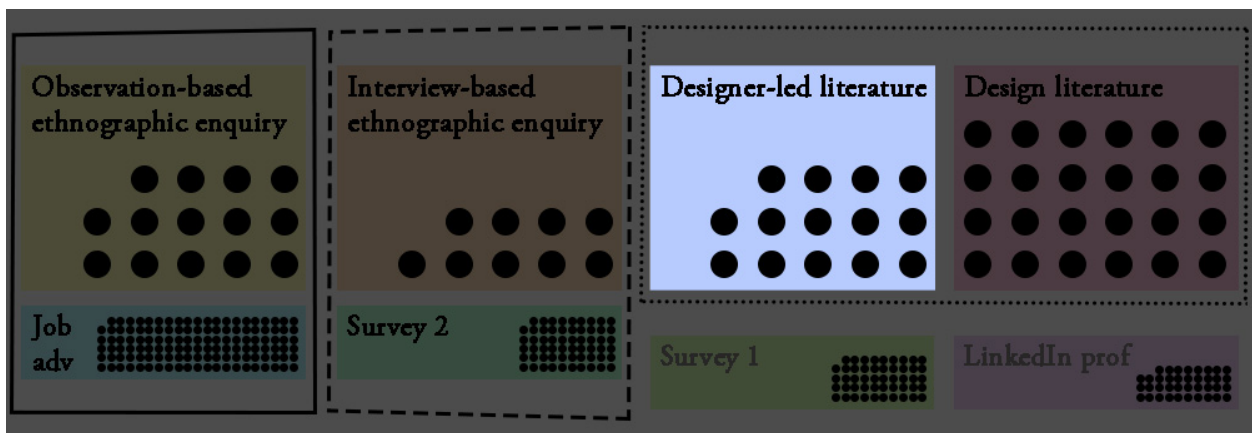 Observation-based
ethnographic enquiry
Interview-based
ethnographic enquiry
Designer-led literature
Design literature
Job
adv
Survey 2
Survey 1
LinkedIn prof